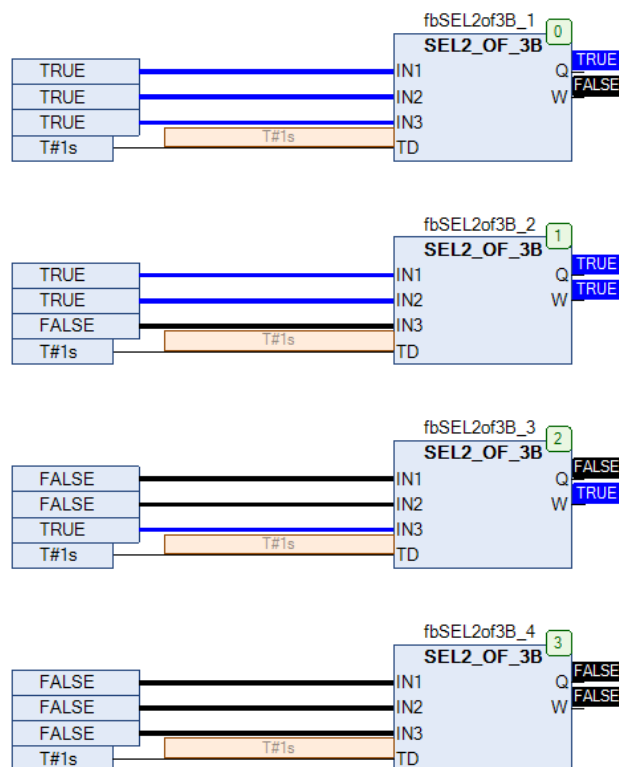 fbSEL2of3B_1 0
SEL2_OF_3B
TRUE IN1 Q TRUE
TRUE IN2 W FALSE
TRUE IN3
T#1s T#1s TD
fbSEL2of3B_2 1
SEL2_OF_3B
TRUE IN1 Q TRUE
TRUE IN2 W TRUE
FALSE IN3
T#1s T#1s TD
fbSEL2of3B_3 2
SEL2_OF_3B
FALSE IN1 Q FALSE
FALSE IN2 W TRUE
TRUE IN3
T#1s T#1s TD
fbSEL2of3B_4 3
SEL2_OF_3B
FALSE IN1 Q FALSE
FALSE IN2 W FALSE
FALSE IN3
T#1s T#1s TD